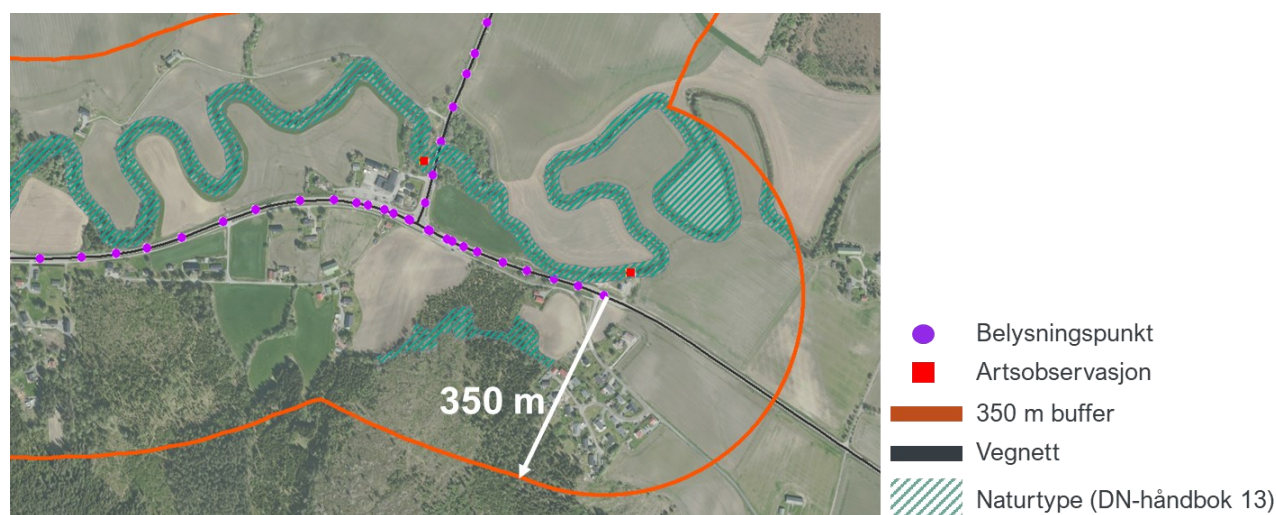 350 m
Belysningspunkt
Artsobservasjon
350 m buffer
Vegnett
Naturtype (DN-håndbok 13)